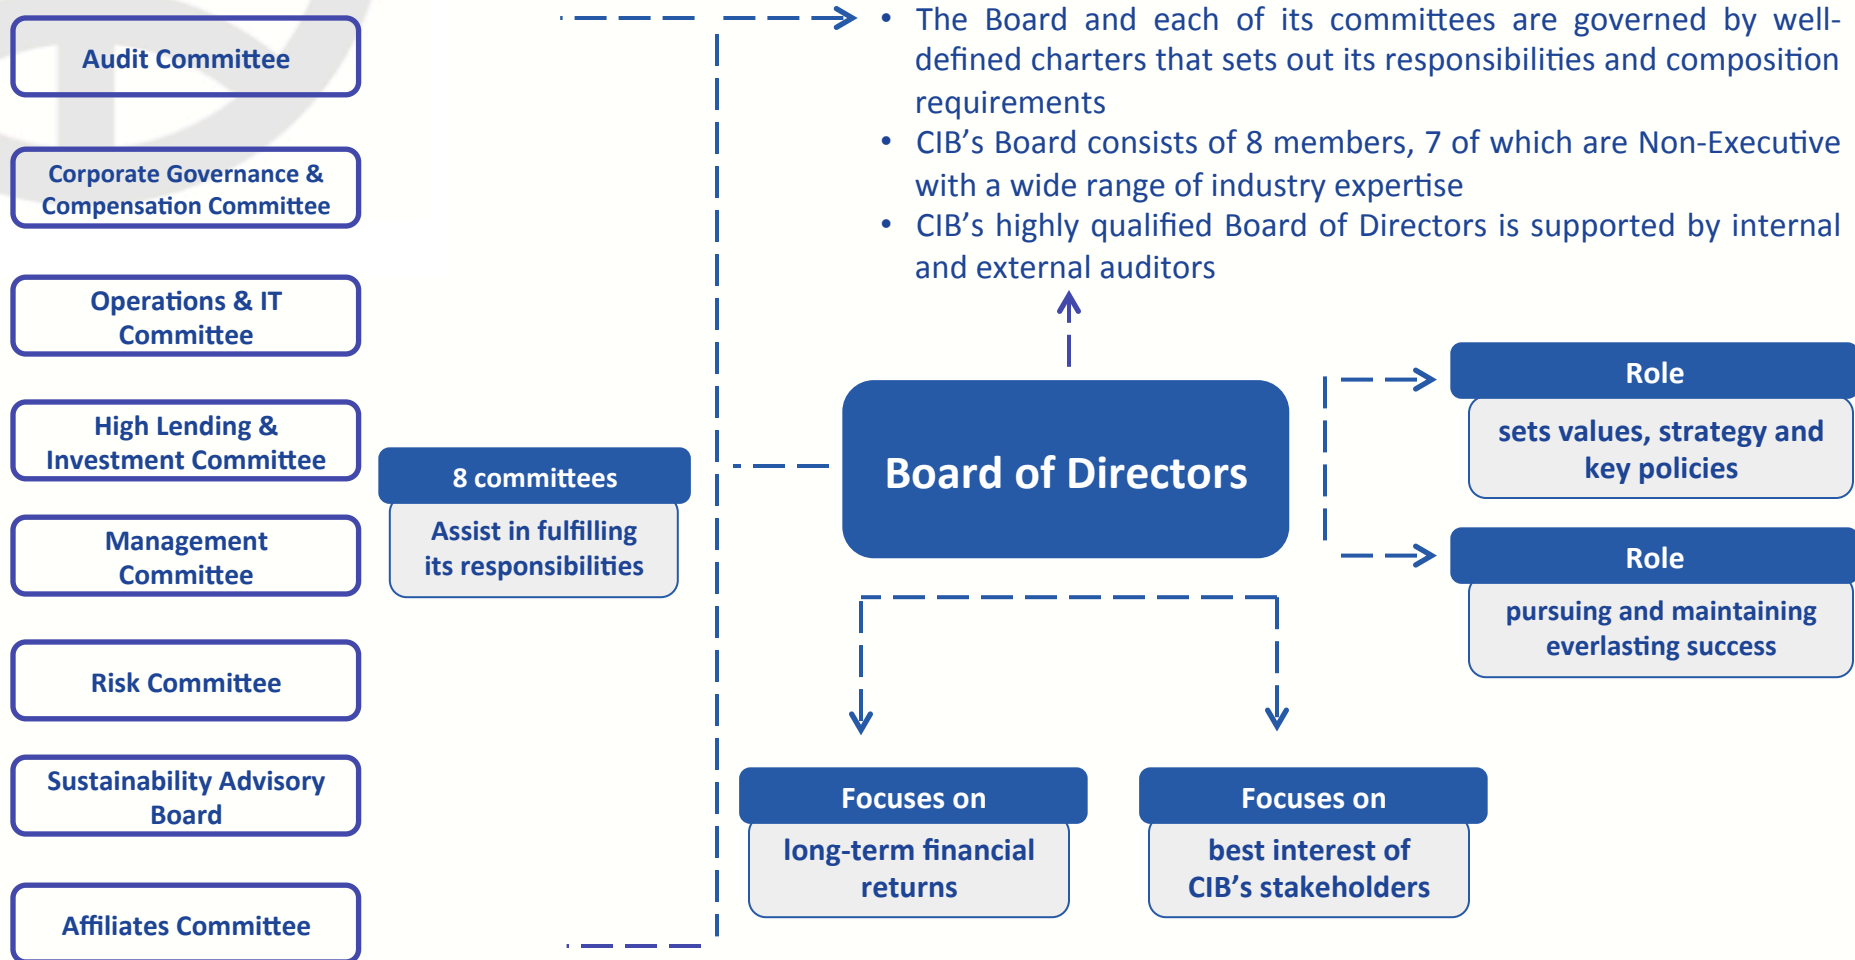 Audit Committee
Corporate Governance &
Compensation Committee
Operations & IT
Committee
High Lending &
Investment Committee
Management
Committee
Risk Committee
Sustainability Advisory
Board
Affiliates Committee
8 committees
Assist in fulfilling
its responsibilities
• The Board and each of its committees are governed by well-
defined charters that sets out its responsibilities and composition
requirements
• CIB’s Board consists of 8 members, 7 of which are Non-Executive
with a wide range of industry expertise
• CIB’s highly qualified Board of Directors is supported by internal
and external auditors
Board of Directors
Role
sets values, strategy and
key policies
Role
pursuing and maintaining
everlasting success
Focuses on
long-term financial
returns
Focuses on
best interest of
CIB’s stakeholders